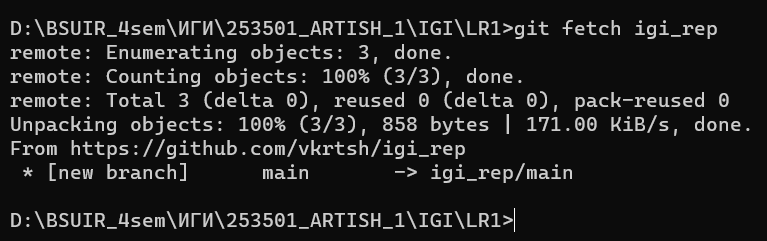 D:\BSUIR_4sem\ИГИ\253501_ARTISH_1\IGI\LR1>git fetch igi_rep
remote: Enumerating objects: 3, done.
remote: Counting objects: 100% (3/3), done.
remote: Total 3 (delta 0), reused 0 (delta 0), pack-reused 0
Unpacking objects: 100% (3/3), 858 bytes | 171.00 KiB/s, done.
From https://github.com/vkrtsh/igi_rep
 * [new branch]      main       -> igi_rep/main
D:\BSUIR_4sem\ИГИ\253501_ARTISH_1\IGI\LR1>